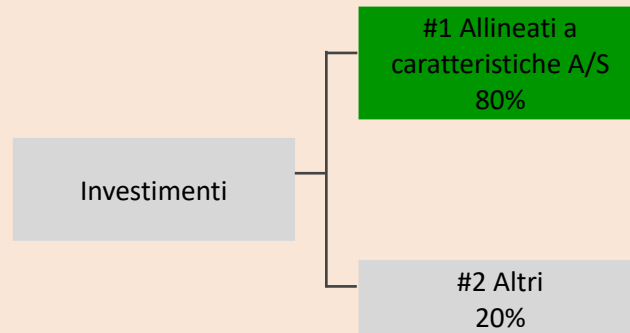 #1 Allineati a
caratteristiche A/S
80%
Investimenti
#2 Altri
20%